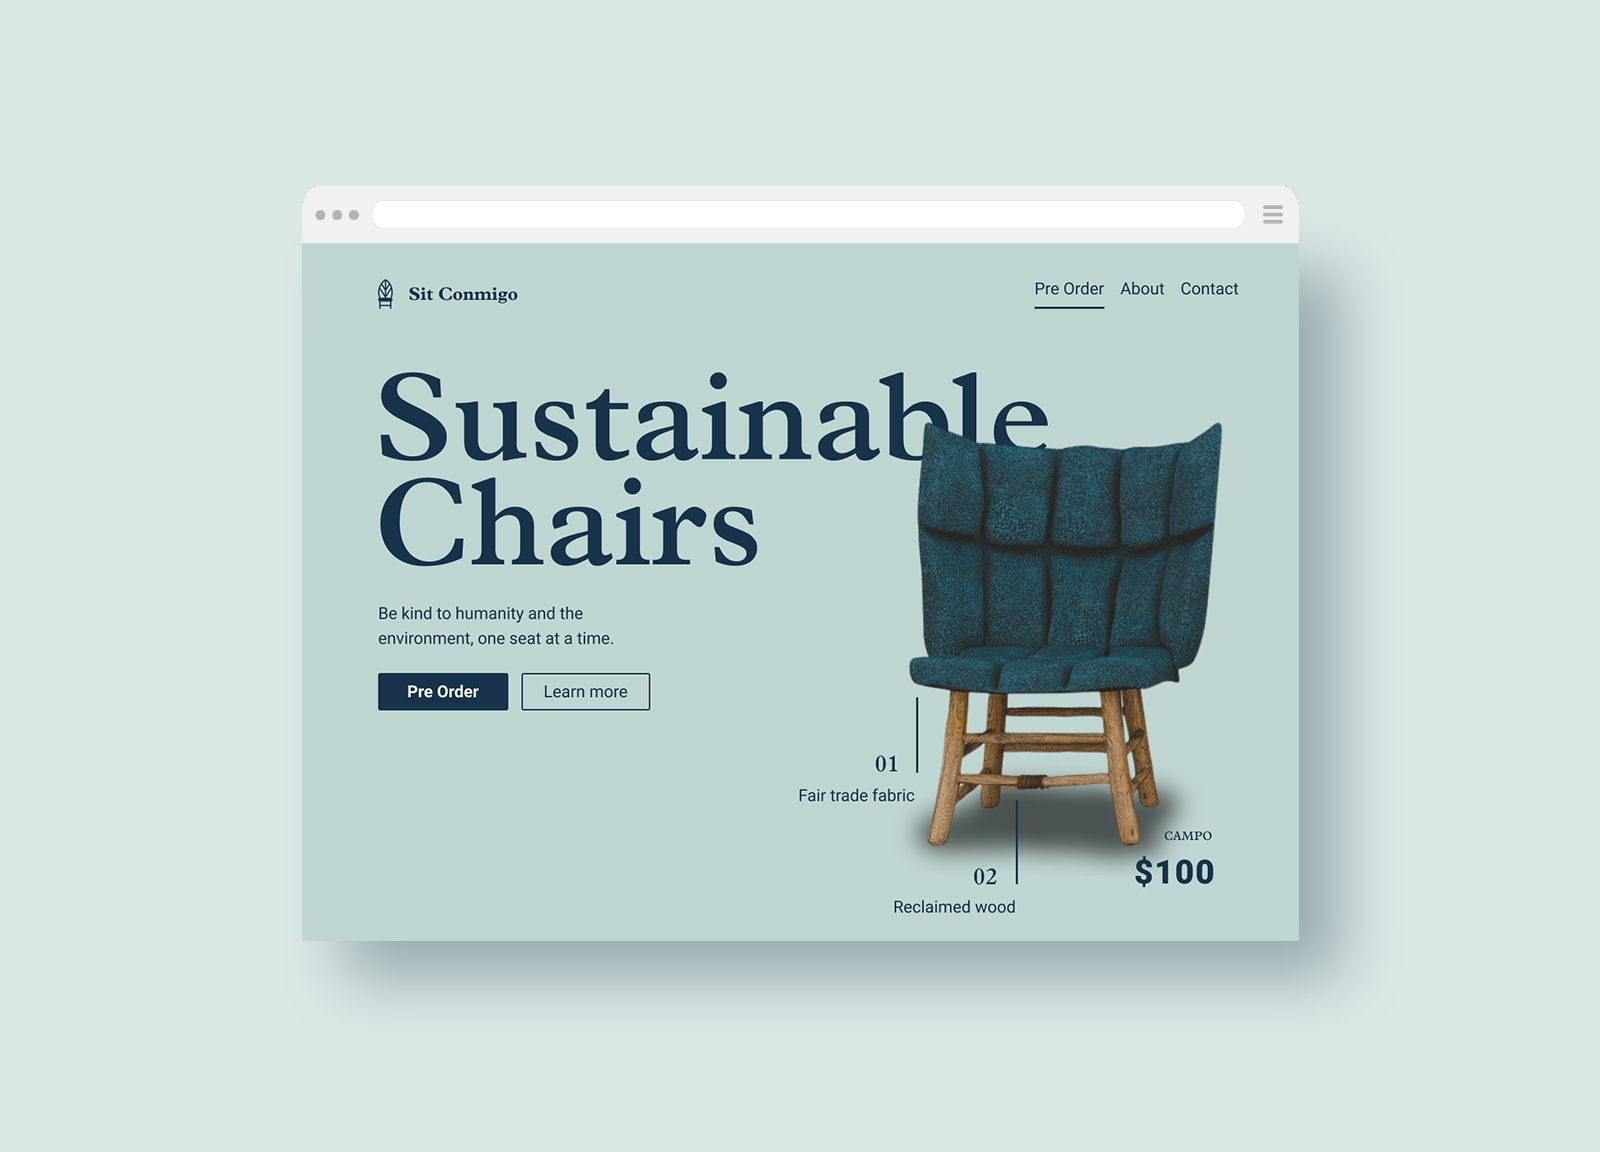 Sit Conmigo
Pre Order
About
Contact
Sustainable
Chairs
Be kind to humanity and the
environment, one seat at a time.
Pre Order
Learn more
01
Fair trade fabric
02
Reclaimed wood
CAMPO
$100